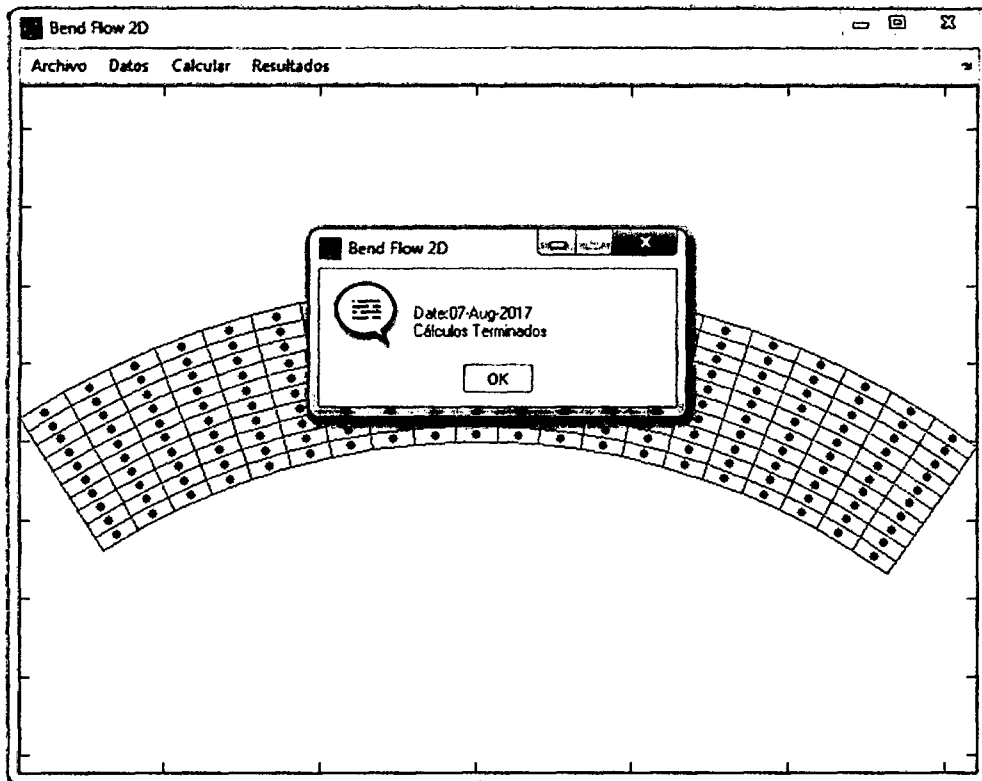 Bend Flow 2D
Archivo Datos Calcular Resultados
Bend Flow 2D
Date:07-Aug-2017
Cálculos Terminados
OK